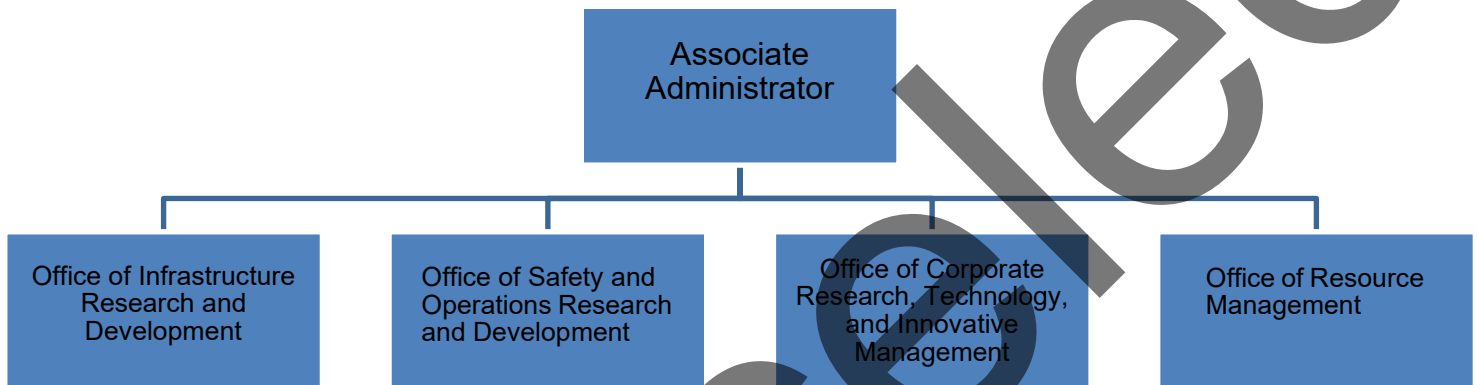 Associate
Administrator
Office of Infrastructure
Research and
Development
Office of Safety and
Operations Research
and Development
Office of Corporate
Research, Technology,
and Innovative
Management
Office of Resource
Management